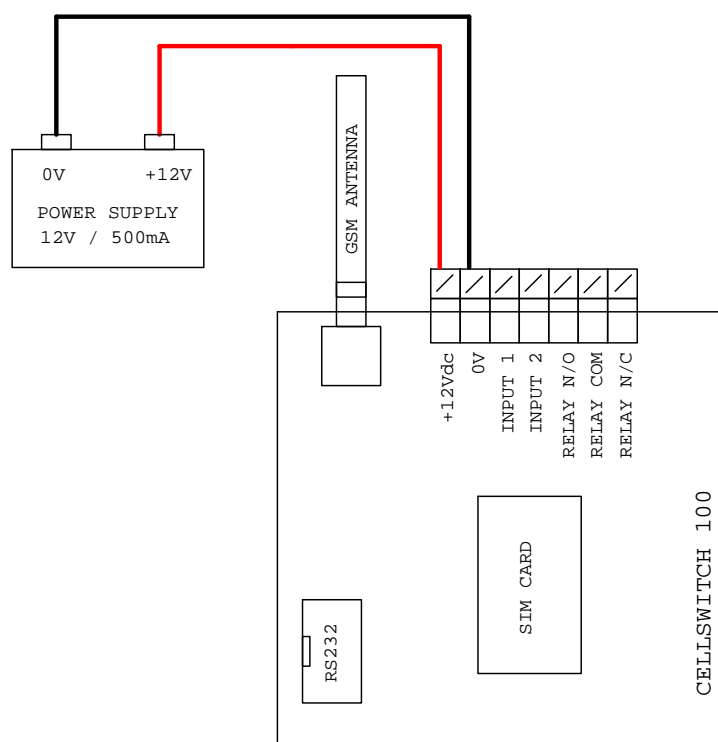 0V
+12V
POWER SUPPLY
12V / 500mA
GSM ANTENNA
+12Vdc
0V
INPUT 1
INPUT 2
RELAY N/O
RELAY COM
RELAY N/C
SIM CARD
RS232
CELLSWITCH 100